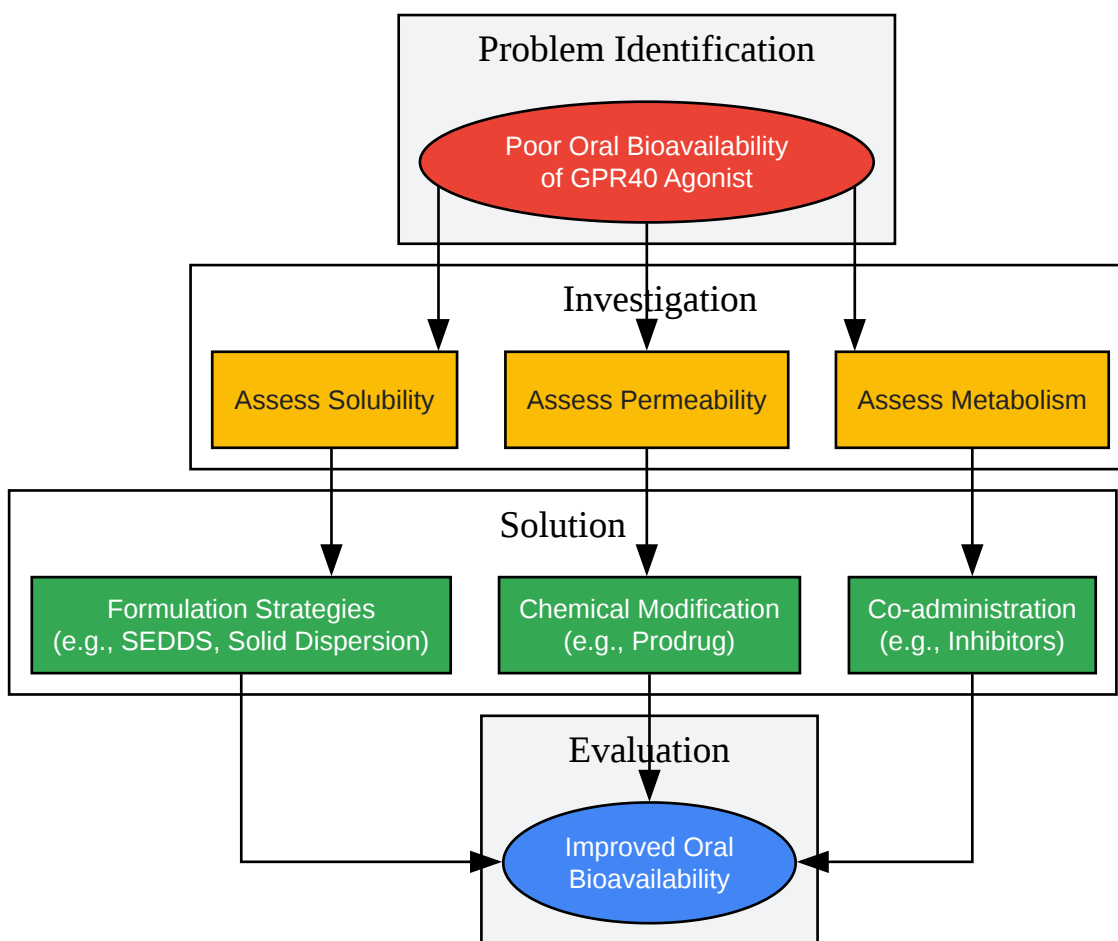 Problem Identification
Poor Oral Bioavailability
of GPR40 Agonist
Investigation
Assess Solubility
Assess Permeability
Assess Metabolism
Solution
Formulation Strategies
(e.g., SEDDS, Solid Dispersion)
Chemical Modification
(e.g., Prodrug)
Co-administration
(e.g., Inhibitors)
Evaluation
Improved Oral
Bioavailability